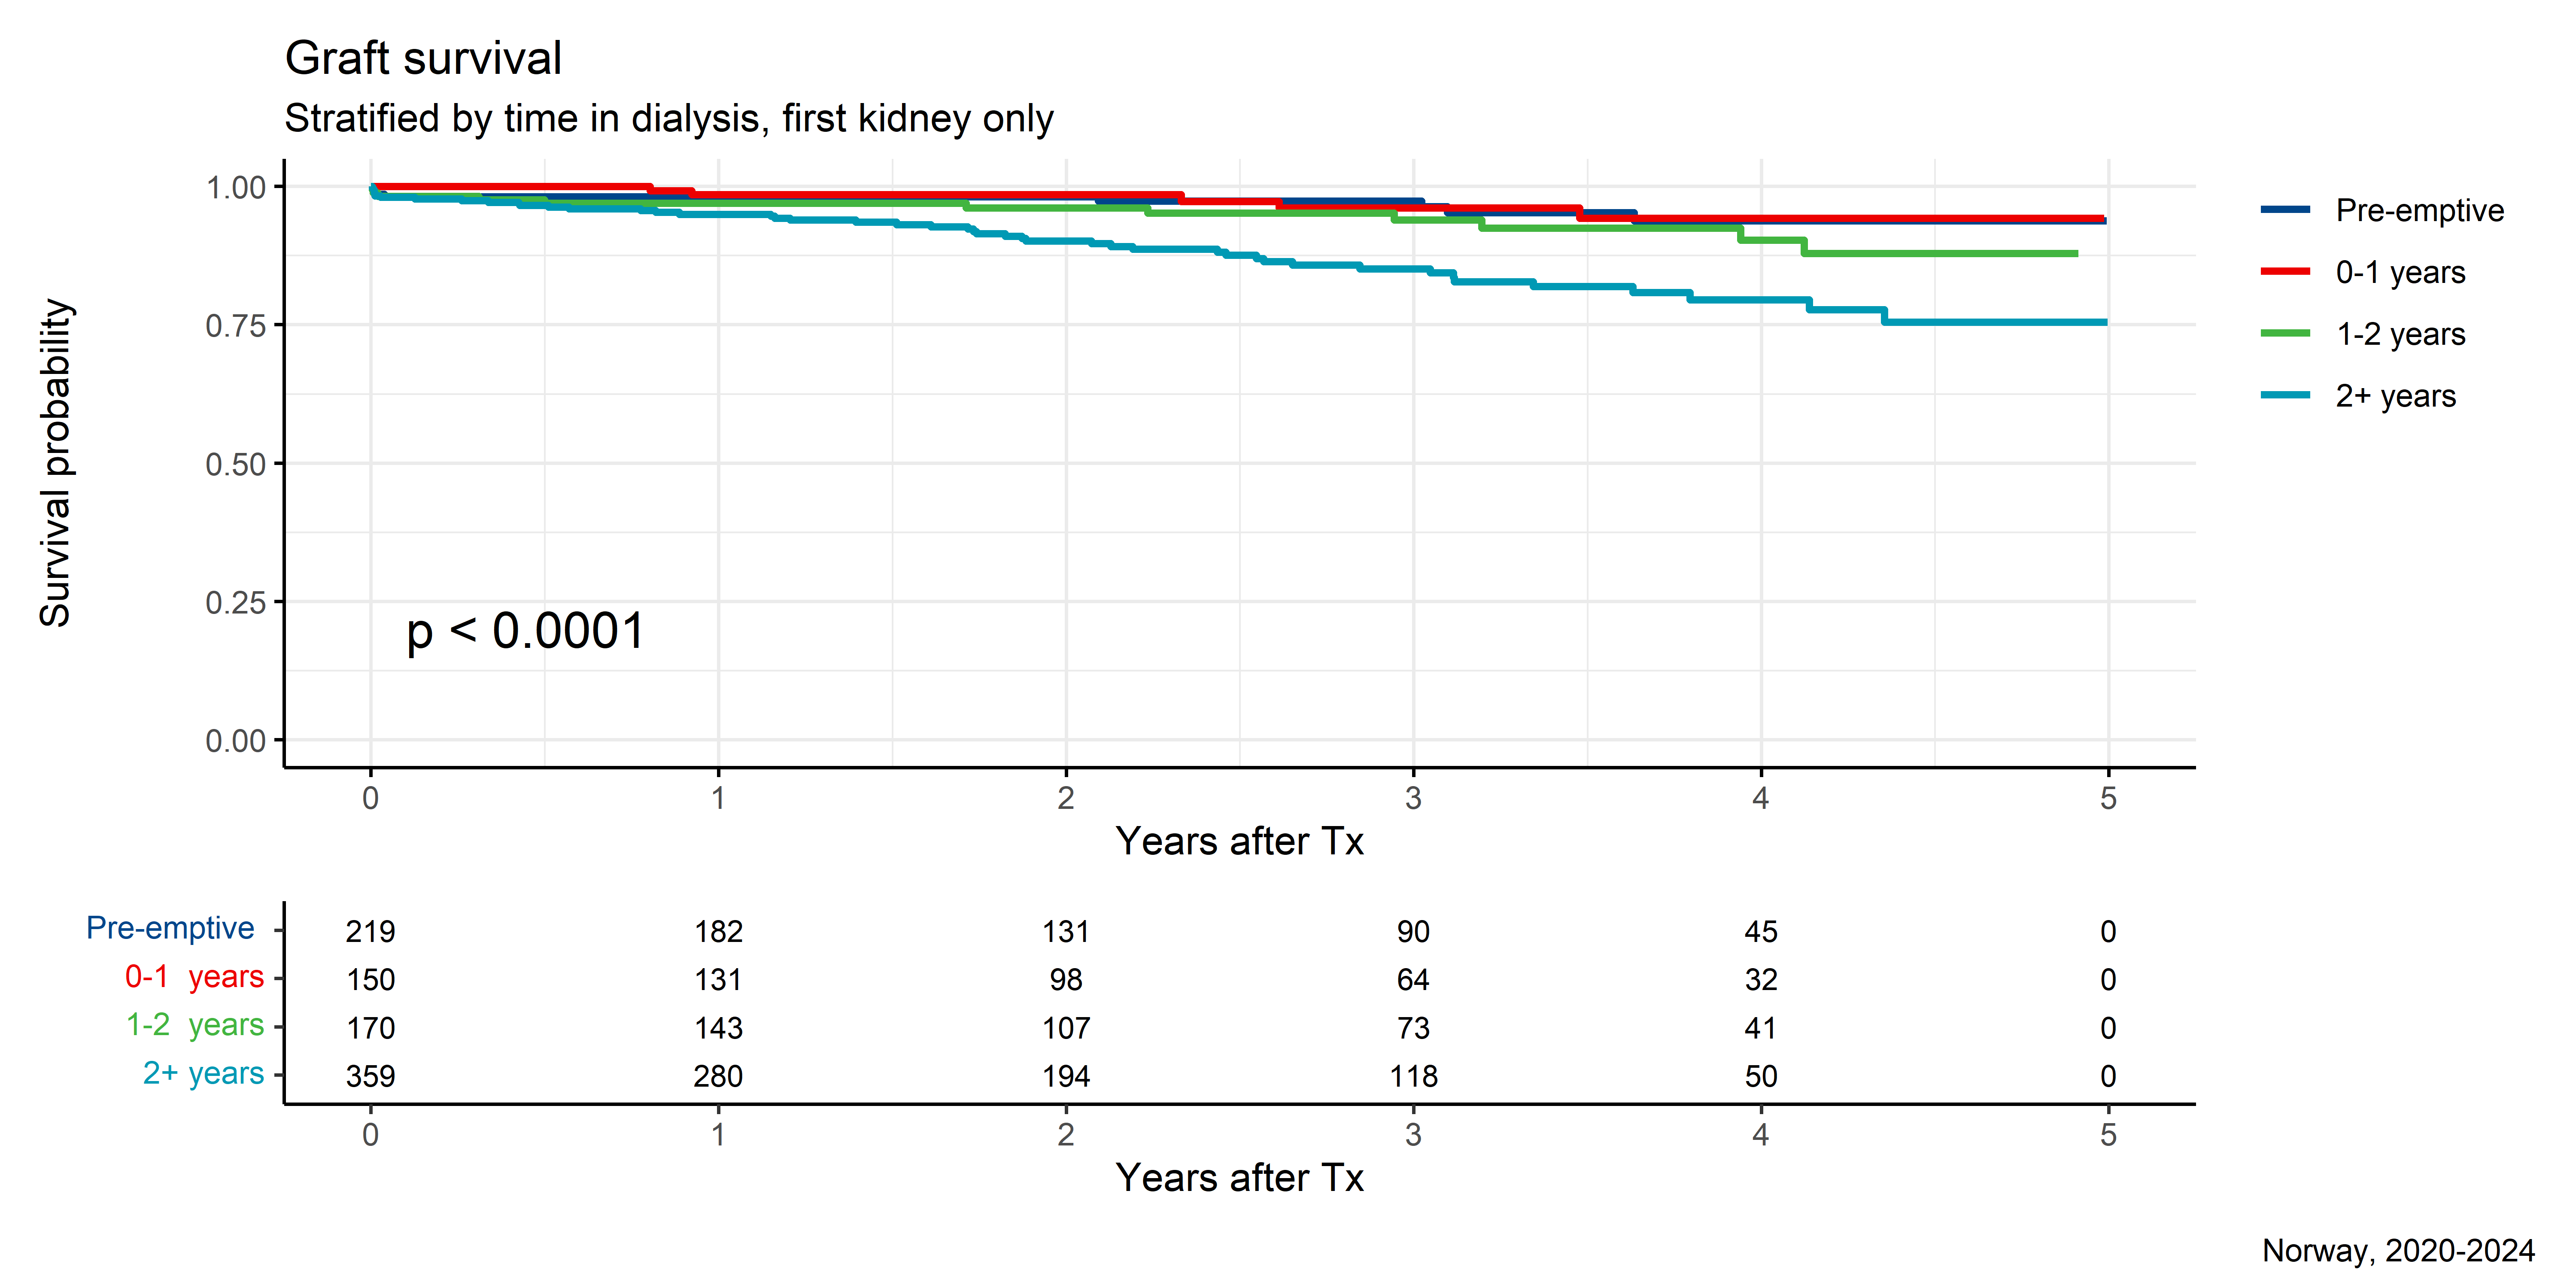 Graft survival
Stratified by time in dialysis, first kidney only
Survival probability
1.00
0.75
0.50
0.25
0.00
p < 0.0001
0 1 2 3 4 5
Years after Tx
Pre-emptive
0-1 years
1-2 years
2+ years
Pre-emptive 219 182 131 90 45 0
0-1 years 150 131 98 64 32 0
1-2 years 170 143 107 73 41 0
2+ years 359 280 194 118 50 0
0 1 2 3 4 5
Years after Tx
Norway, 2020-2024